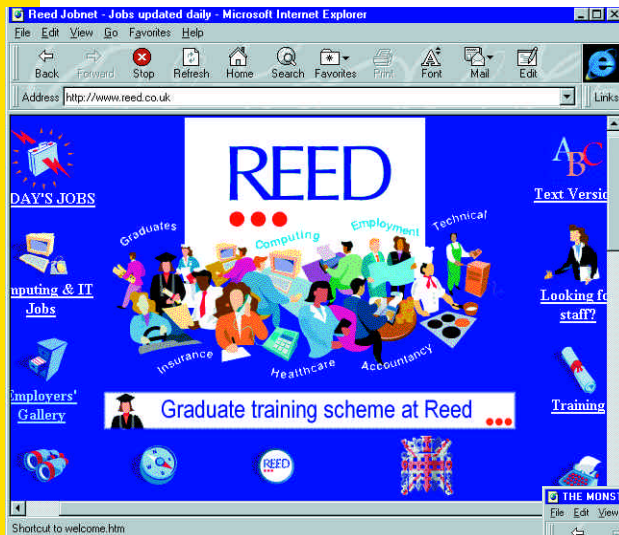 Reed Jobnet - Jobs updated daily - Microsoft Internet Explorer
File Edit View Go Favorites Help
Back Forward Stop Refresh Home Search Favorites Print Font Mail Edit
Address http://www.reed.co.uk Links
REED
DAY'S JOBS
ABC
Text Versio
Graduates Computing Employment Technical
mputing & IT
Jobs
Looking fo
staff?
Insurance Healthcare Accountancy
Employers'
Gallery
Graduate training scheme at Reed
Training
REED
THE MONST
File Edit View
Shortcut to welcome.htm